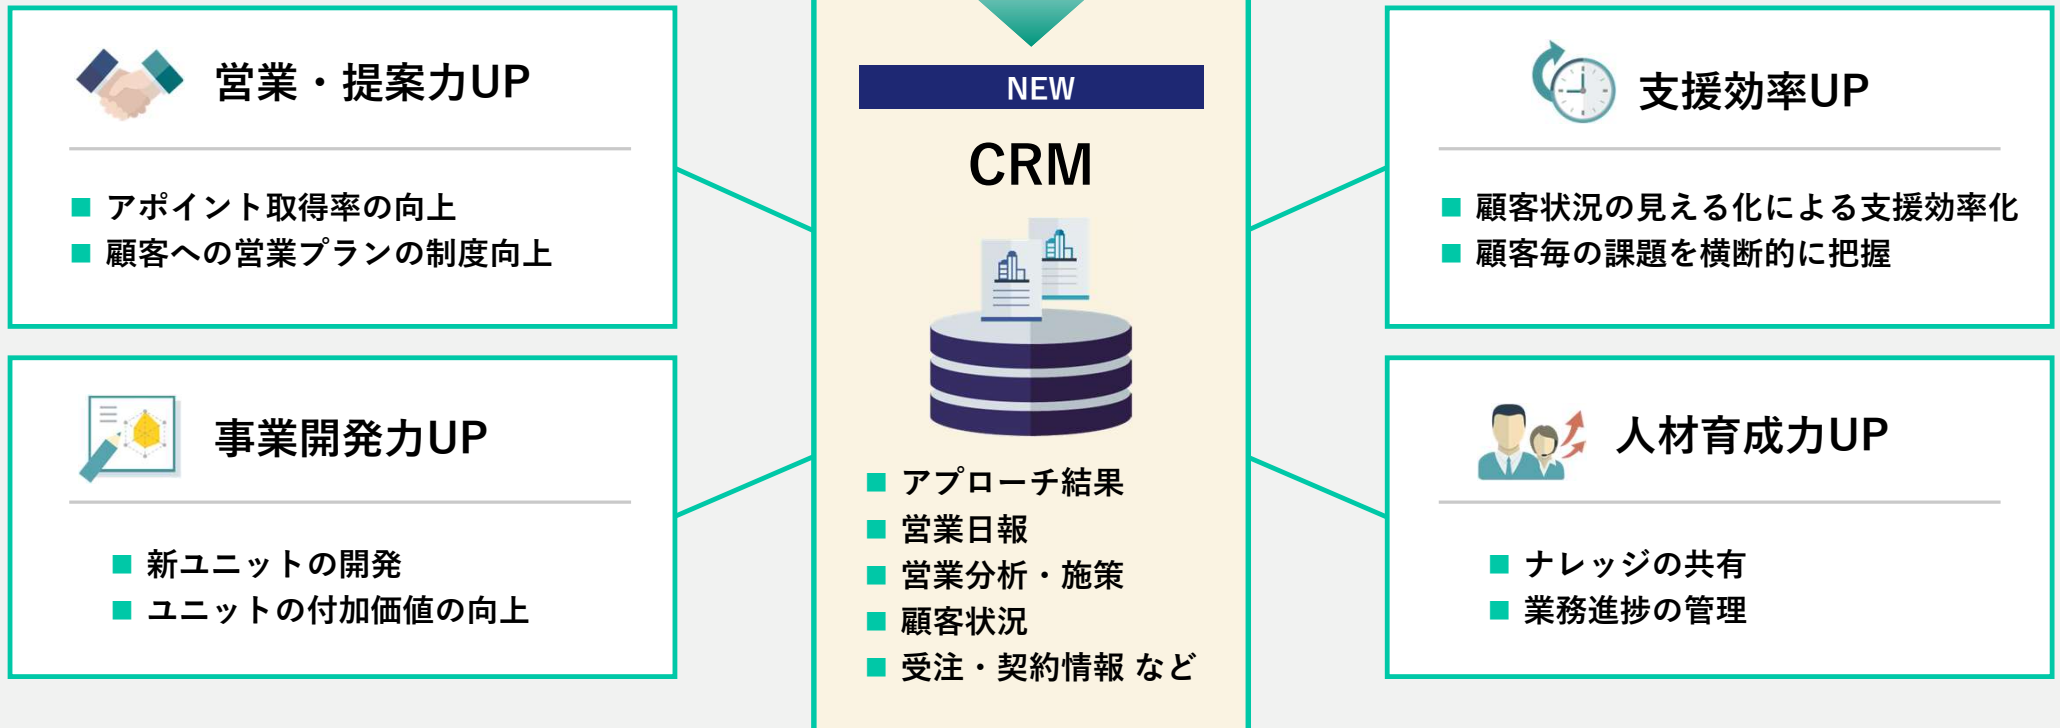 営業・提案力UP
アポイント取得率の向上
顧客への営業プランの制度向上
事業開発力UP
新ユニットの開発
ユニットの付加価値の向上
NEW
CRM
アプローチ結果
営業日報
営業分析・施策
顧客状況
受注・契約情報 など
支援効率UP
顧客状況の見える化による支援効率化
顧客毎の課題を横断的に把握
人材育成力UP
ナレッジの共有
業務進捗の管理